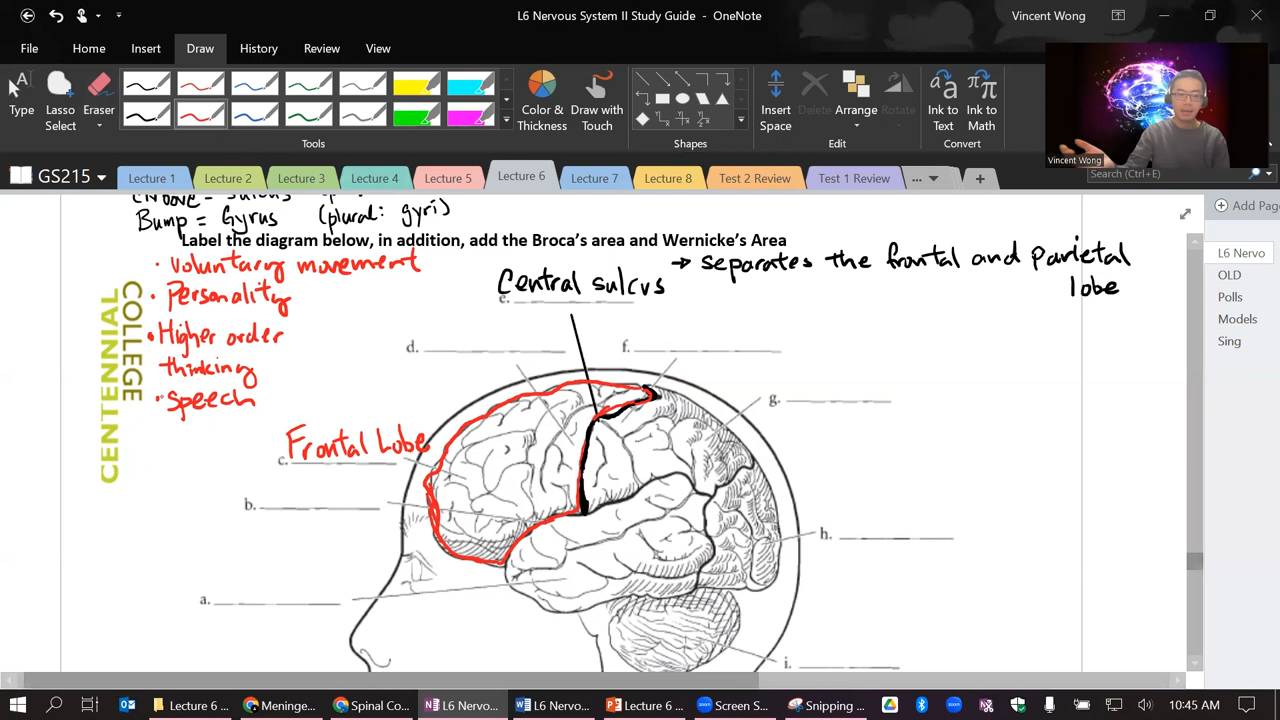 L6 Nervous System II Study Guide - OneNote
Vincent Wong
File Home Insert Draw History Review View
Type
Lasso Select
Eraser
Color & Thickness
Draw with Touch
Insert Space
Delete
Arrange
Rotate
Ink to Text
Ink to Math
Tools
Shapes
Edit
Convert
Vincent Wong
GS215
Lecture 1 Lecture 2 Lecture 3 Lecture 4 Lecture 5 Lecture 6 Lecture 7 Lecture 8 Test 2 Review Test 1 Review
Search (Ctrl+E)
Add Pag
L6 Nervo
OLD
Polls
Models
Sing
Bump = Gyrus (plural: gyri)
Label the diagram below, in addition, add the Broca's area and Wernicke's Area
· voluntary movement
· Personality
· Higher order
thinking
· speech
Central sulcus
→ separates the frontal and parietal
lobe
CENTENNIAL
COLLEGE
e.
d.
f.
g.
Frontal Lobe
c.
b.
h.
a.
i.
Lecture 6 ...
Meninge...
Spinal Co...
L6 Nervo...
Word Lec...
Lecture 6 ...
Screen S...
Snipping ...
10:45 AM